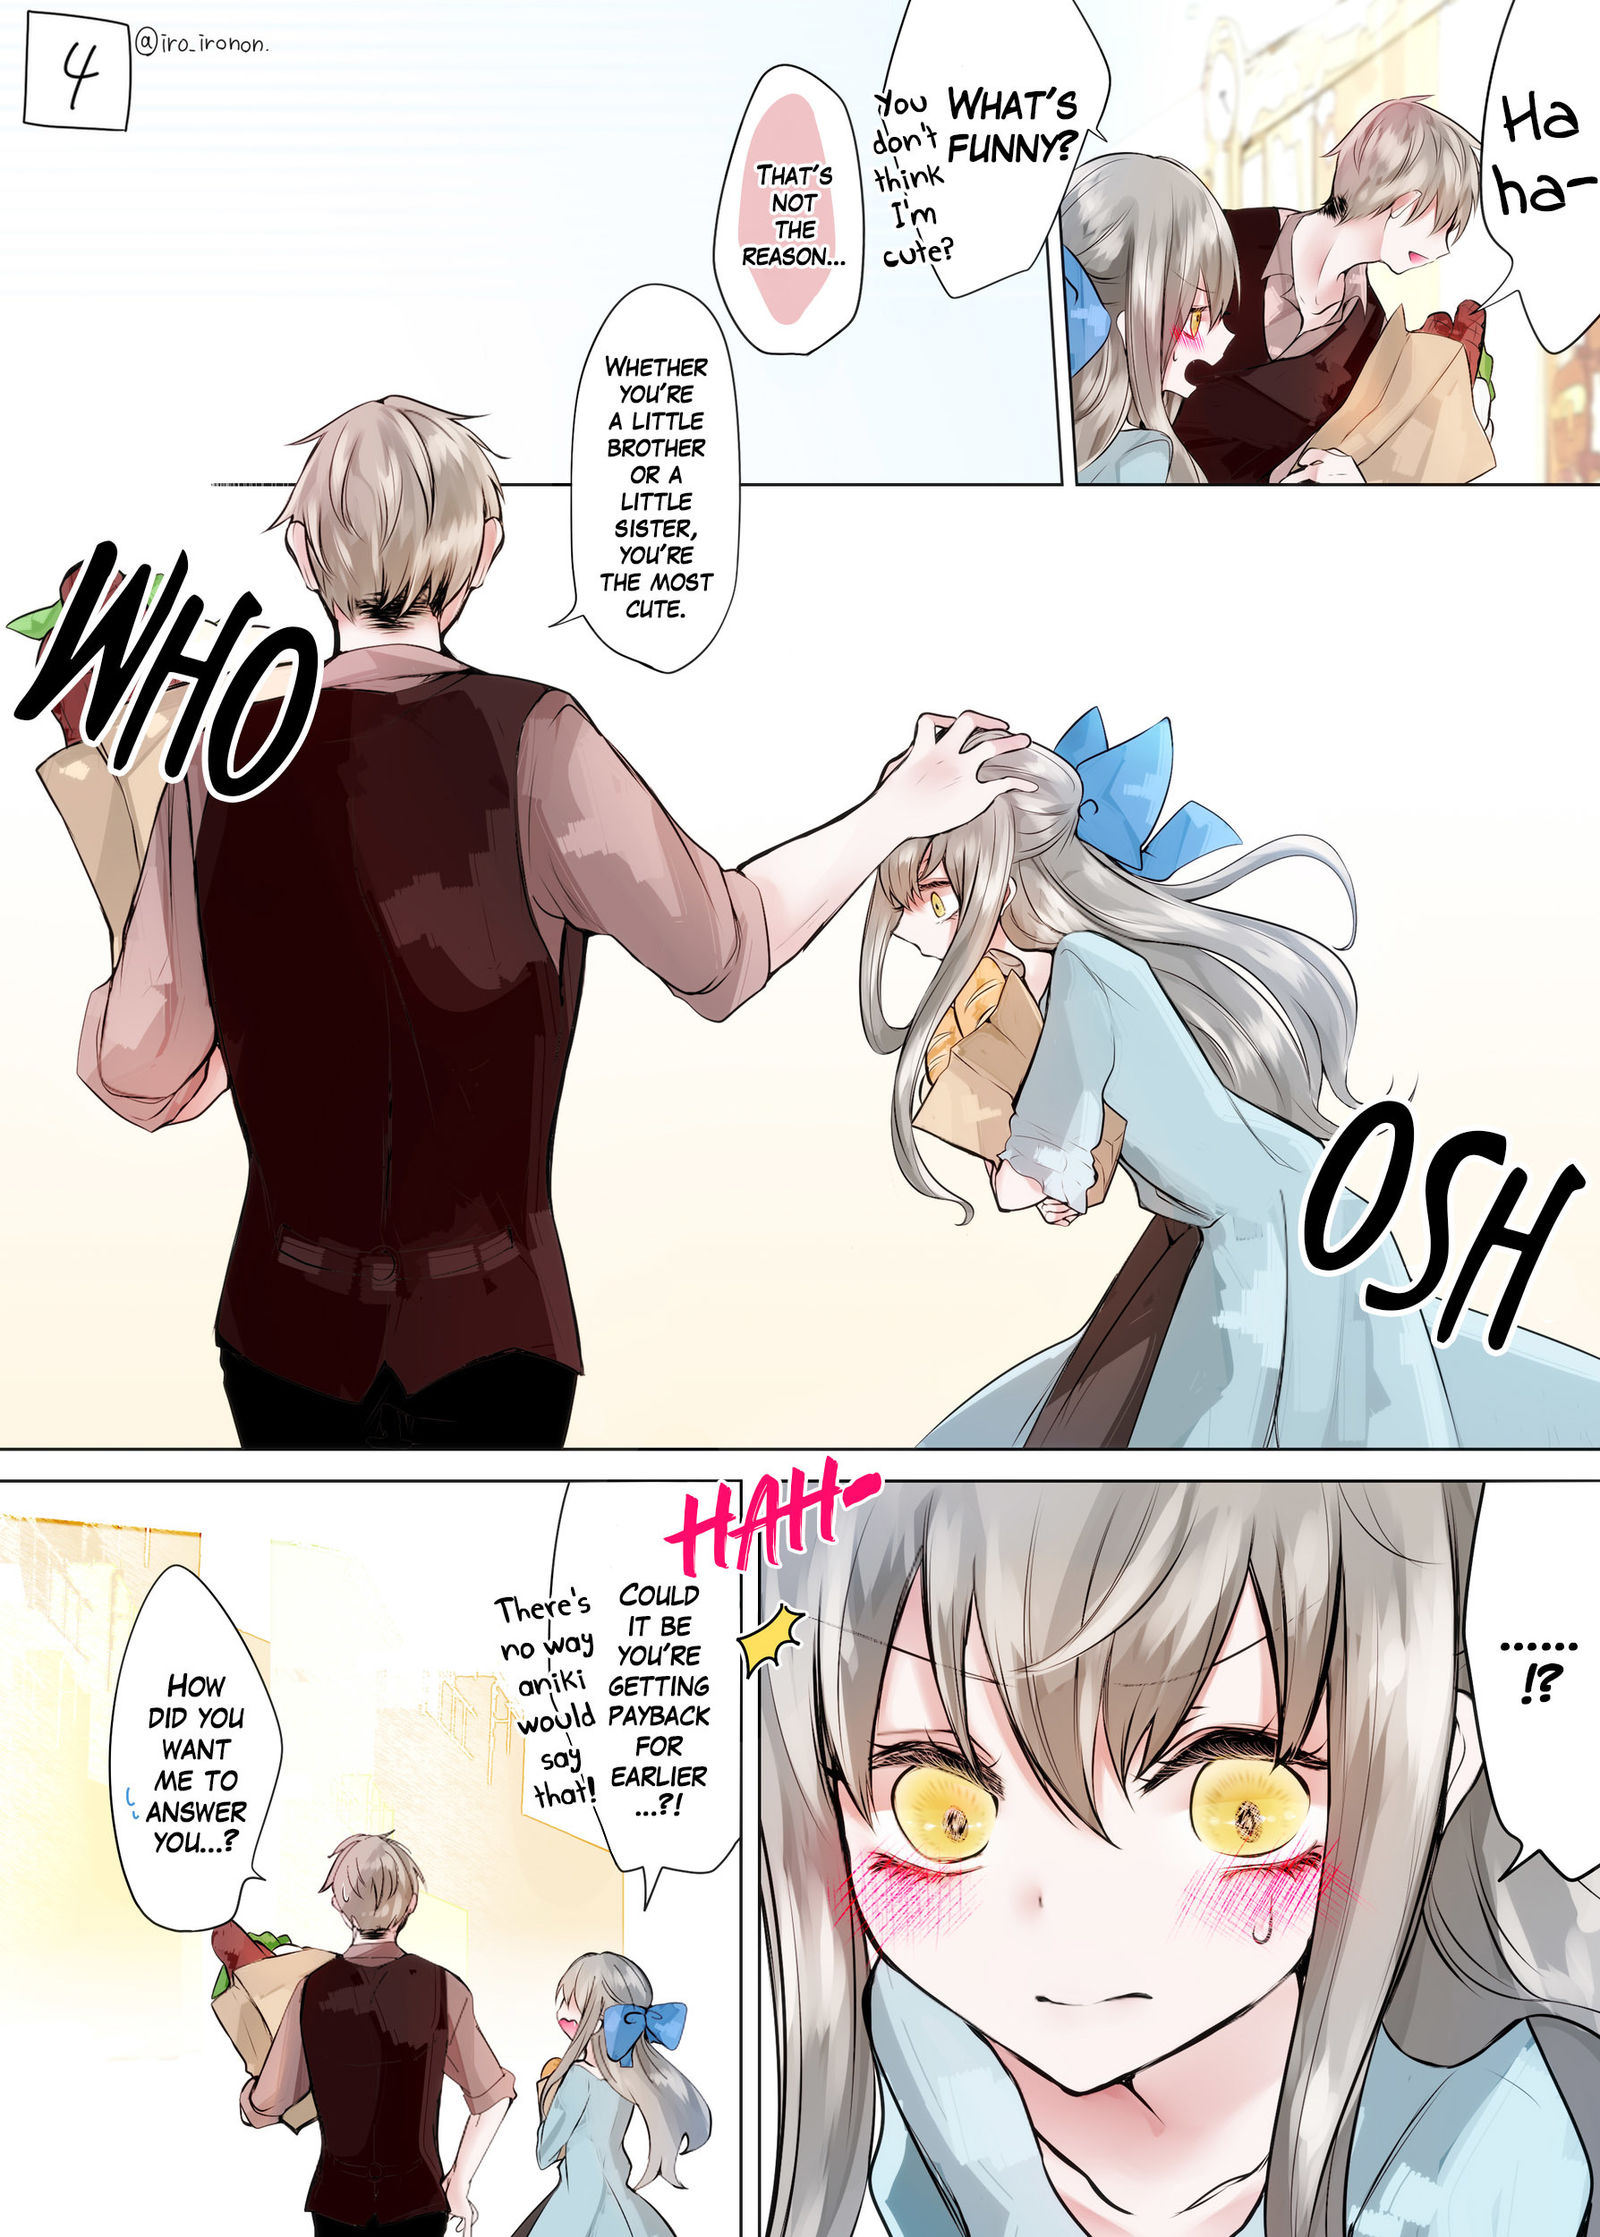 4
@iro_ironon.
Ha
ha-
WHAT'S
FUNNY?
You
don't
think
I'm
cute?
THAT'S
NOT
THE
REASON...
WHETHER
YOU'RE
A LITTLE
BROTHER
OR A
LITTLE
SISTER,
YOU'RE
THE MOST
CUTE.
WHO
OSH
.......
!?
HAH-
COULD
IT BE
YOU'RE
GETTING
PAYBACK
FOR
EARLIER
...?!
There's
no way
aniki
would
say
that!
HOW
DID YOU
WANT
ME TO
ANSWER
YOU...?